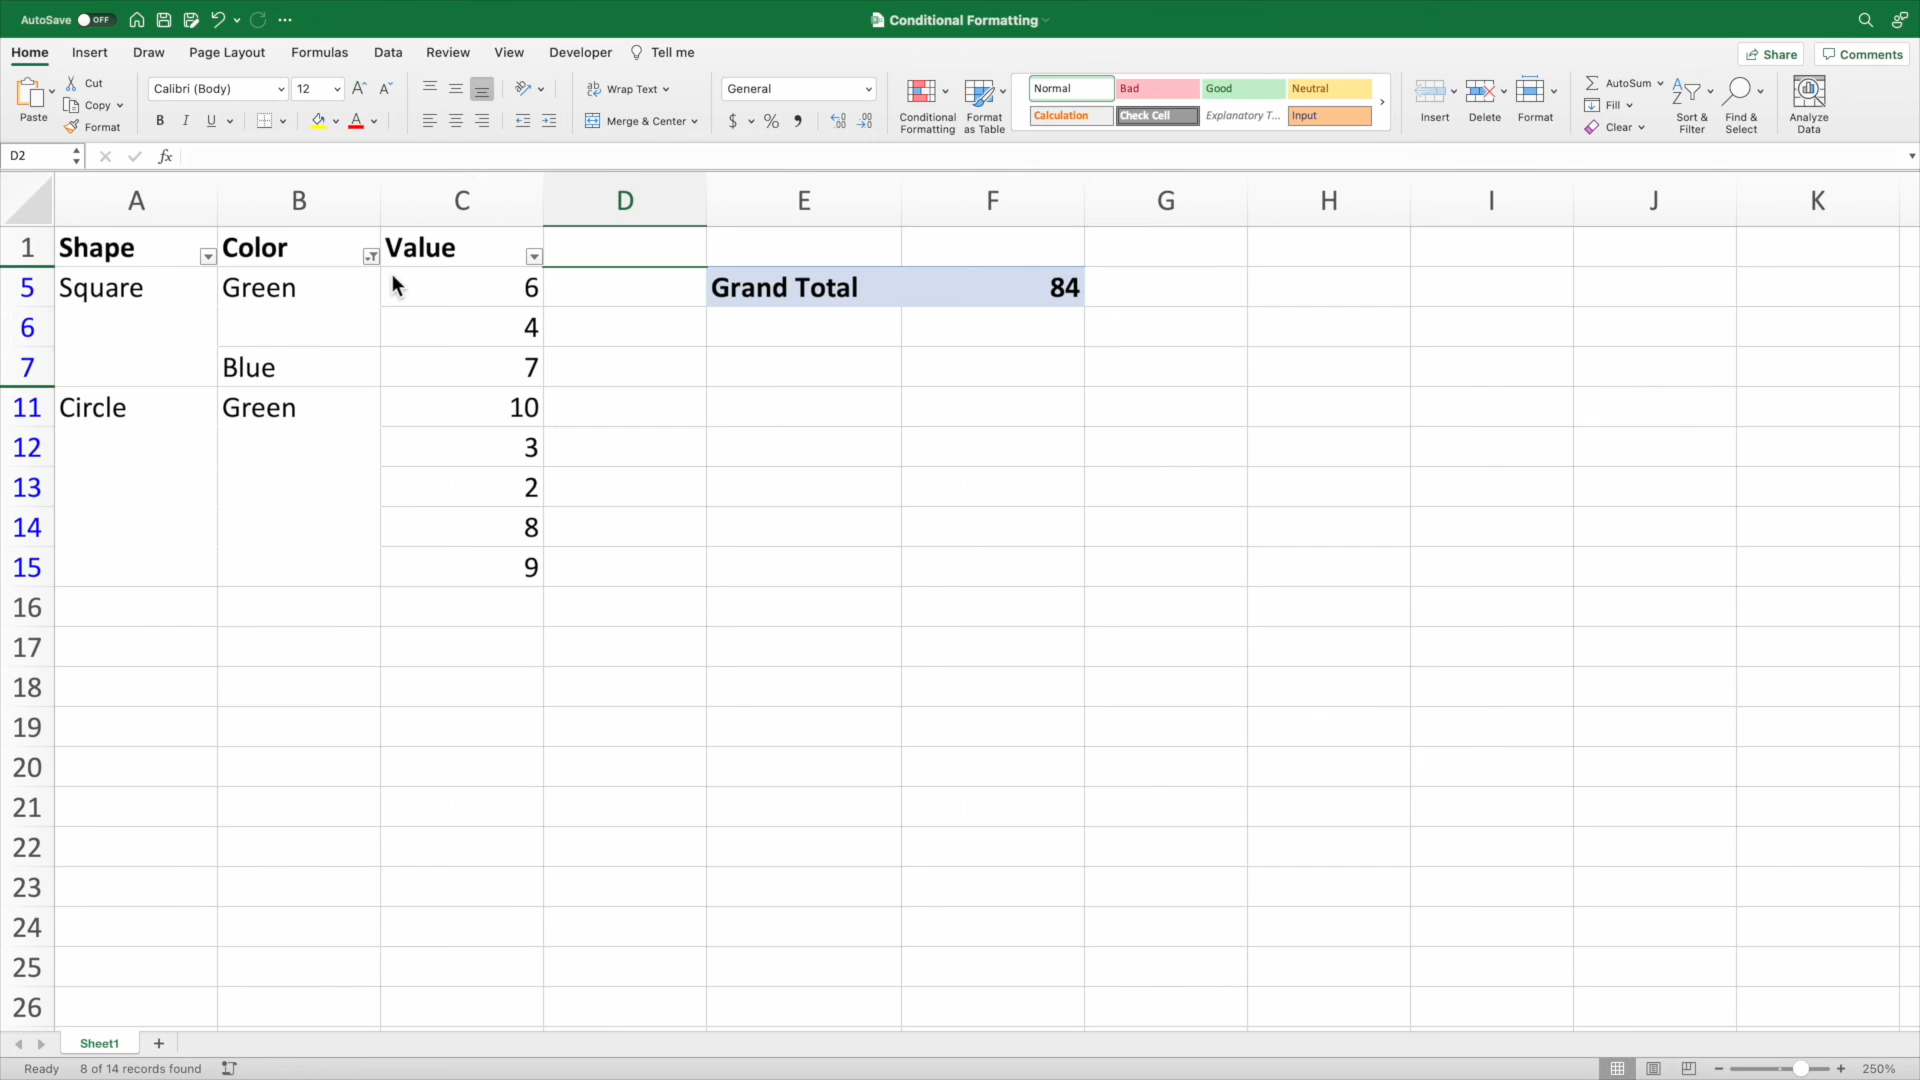 AutoSave OFF Conditional Formatting
Home Insert Draw Page Layout Formulas Data Review View Developer Tell me Share Comments
Paste Cut Copy Format
Calibri (Body) 12 A A
B I U A
ab Wrap Text
Merge & Center
General
$ % , .00 .0
Conditional Formatting
Format as Table
Normal Bad Good Neutral
Calculation Check Cell Explanatory T... Input
Insert Delete Format
AutoSum
Fill
Clear
Sort & Filter
Find & Select
Analyze Data
D2 fx
A B C D E F G H I J K
1 Shape Color Value
5 Square Green 6 Grand Total 84
6 4
7 Blue 7
11 Circle Green 10
12 3
13 2
14 8
15 9
16
17
18
19
20
21
22
23
24
25
26
Sheet1 +
Ready 8 of 14 records found 250%